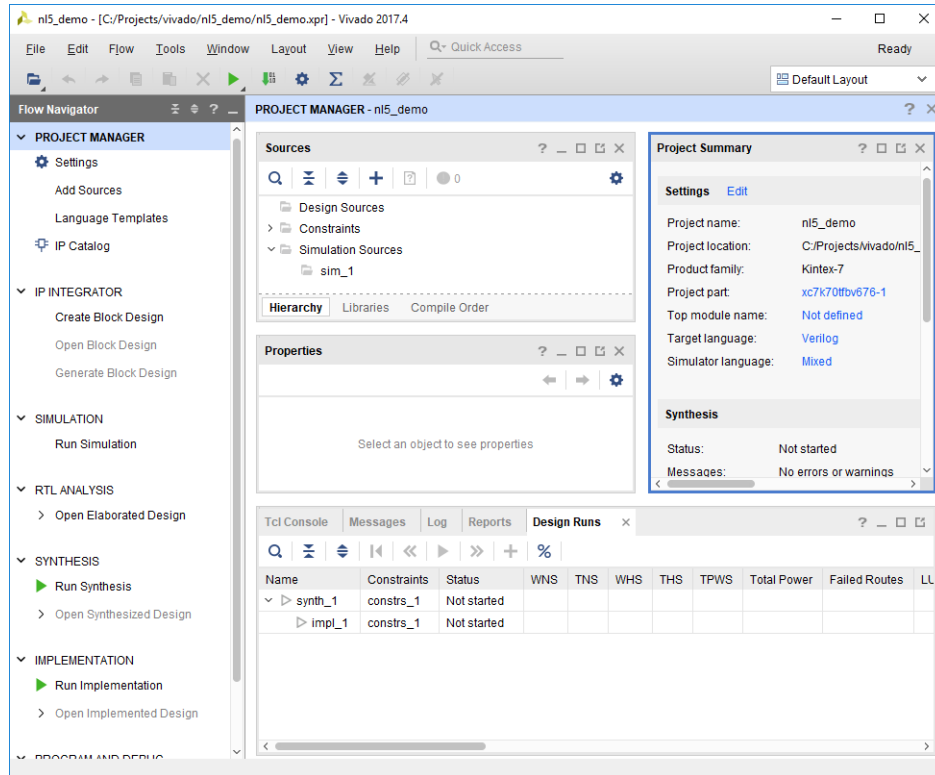 nl5_demo - [C:/Projects/vivado/nl5_demo/nl5_demo.xpr] - Vivado 2017.4
File Edit Flow Tools Window Layout View Help Q- Quick Access Ready
Default Layout
Flow Navigator
PROJECT MANAGER
Settings
Add Sources
Language Templates
IP Catalog
IP INTEGRATOR
Create Block Design
Open Block Design
Generate Block Design
SIMULATION
Run Simulation
RTL ANALYSIS
Open Elaborated Design
SYNTHESIS
Run Synthesis
Open Synthesized Design
IMPLEMENTATION
Run Implementation
Open Implemented Design
PROGRAM AND DEBUG
PROJECT MANAGER - nl5_demo
Sources
0
Design Sources
Constraints
Simulation Sources
sim_1
Hierarchy Libraries Compile Order
Properties
Select an object to see properties
Project Summary
Settings Edit
Project name: nl5_demo
Project location: C:/Projects/vivado/nl5_
Product family: Kintex-7
Project part: xc7k70tfbv676-1
Top module name: Not defined
Target language: Verilog
Simulator language: Mixed
Synthesis
Status: Not started
Messages: No errors or warnings
Tcl Console Messages Log Reports Design Runs
Name Constraints Status WNS TNS WHS THS TPWS Total Power Failed Routes LU
synth_1 constrs_1 Not started
impl_1 constrs_1 Not started